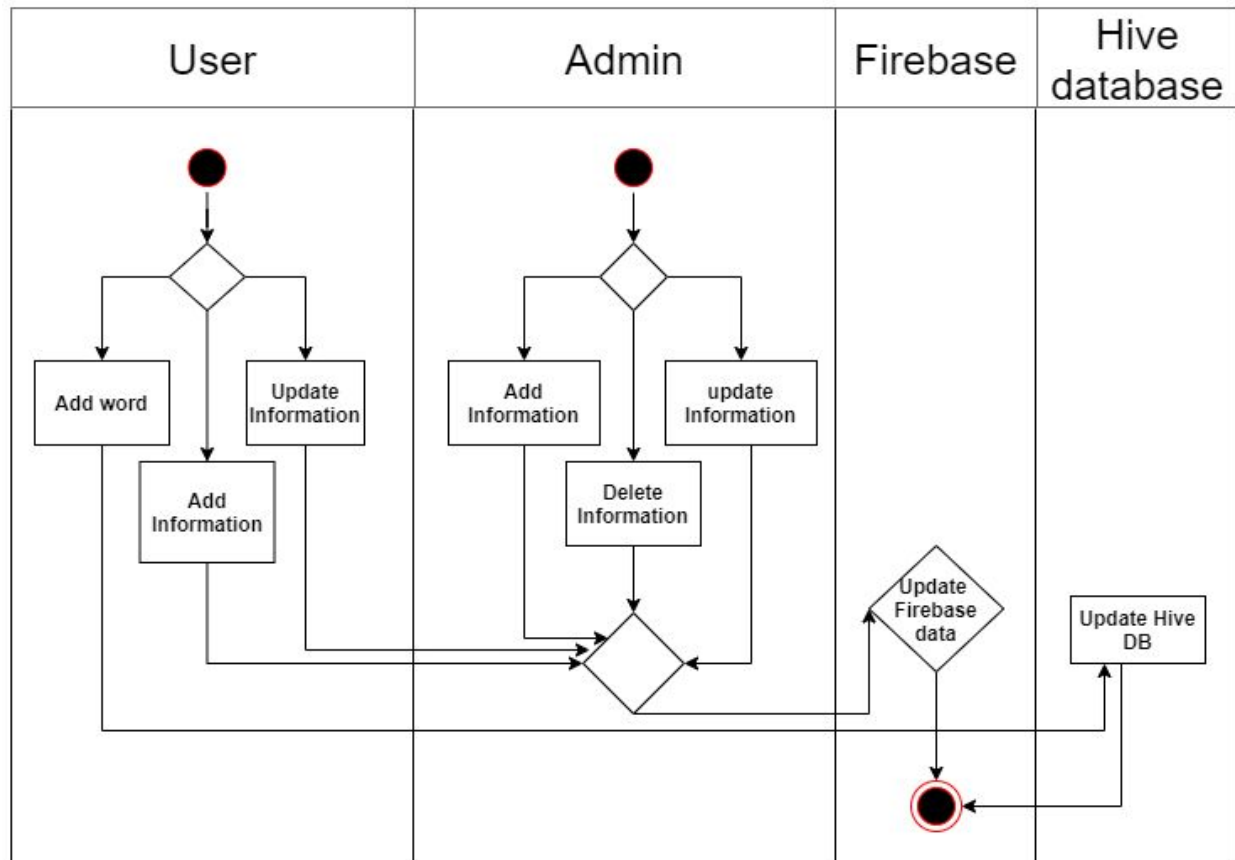 User
Admin
Firebase
Hive
database
Add word
Update
Information
Add
Information
Add
Information
update
Information
Delete
Information
Update
Firebase
data
Update Hive
DB